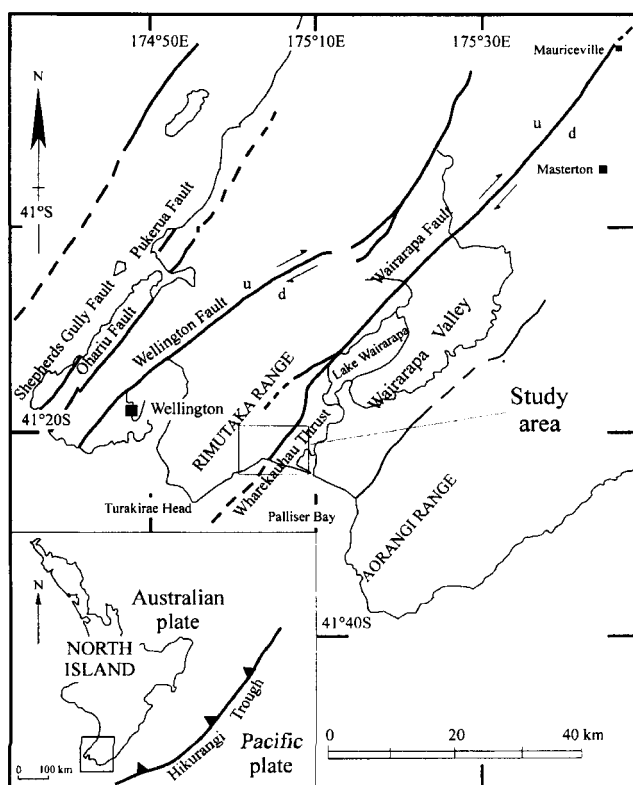 174°50E
175°10E
175°30E
Mauriceville
N
u
d
Masterton
41°S
Pukerua Fault
Wairarapa Fault
Shepherds Gully Fault
Ohariu Fault
Wellington Fault
u
d
Lake Wairarapa
Wairarapa Valley
RIMUTAKA RANGE
Wellington
41°20S
Study
area
Wharekauhau Thrust
Turakirae Head
Palliser Bay
AORANGI RANGE
41°40S
N
Australian
plate
NORTH
ISLAND
Hikurangi Trough
Pacific
plate
0 100 km
0 20 40 km